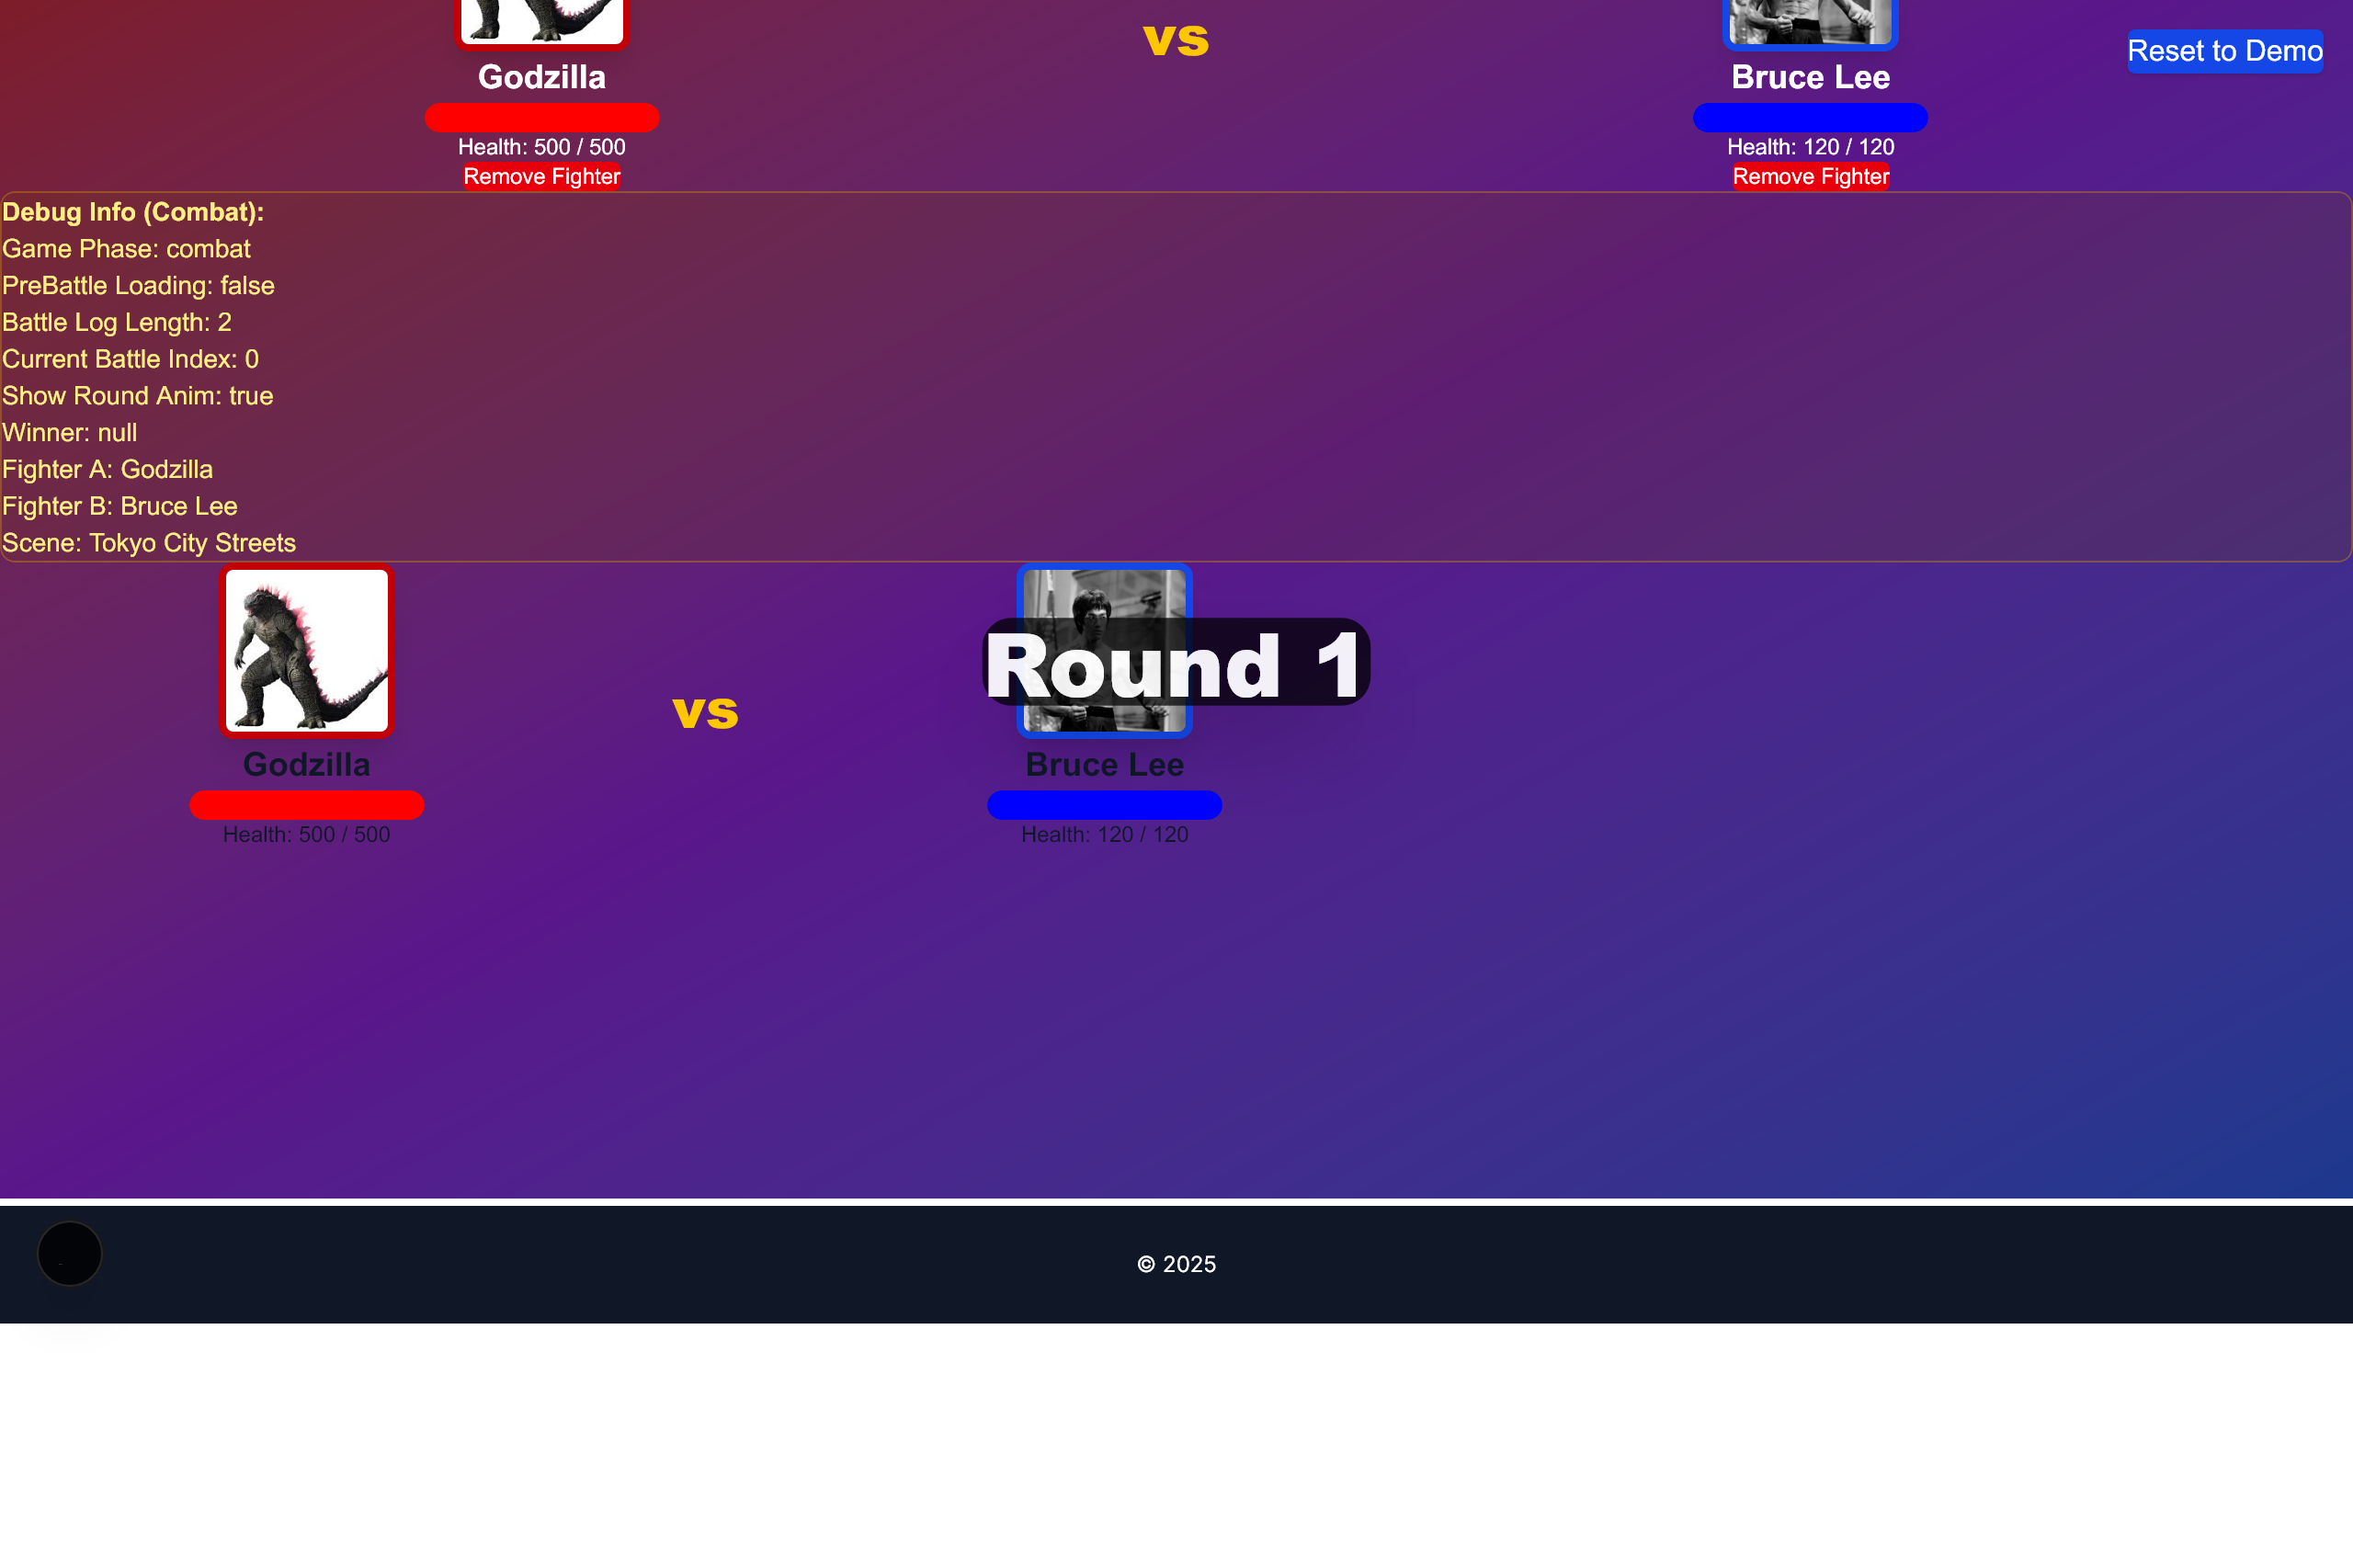 vs
Reset to Demo
Godzilla
Bruce Lee
Health: 500 / 500
Health: 120 / 120
Remove Fighter
Remove Fighter
Debug Info (Combat):
Game Phase: combat
PreBattle Loading: false
Battle Log Length: 2
Current Battle Index: 0
Show Round Anim: true
Winner: null
Fighter A: Godzilla
Fighter B: Bruce Lee
Scene: Tokyo City Streets
Round 1
vs
Godzilla
Bruce Lee
Health: 500 / 500
Health: 120 / 120
© 2025